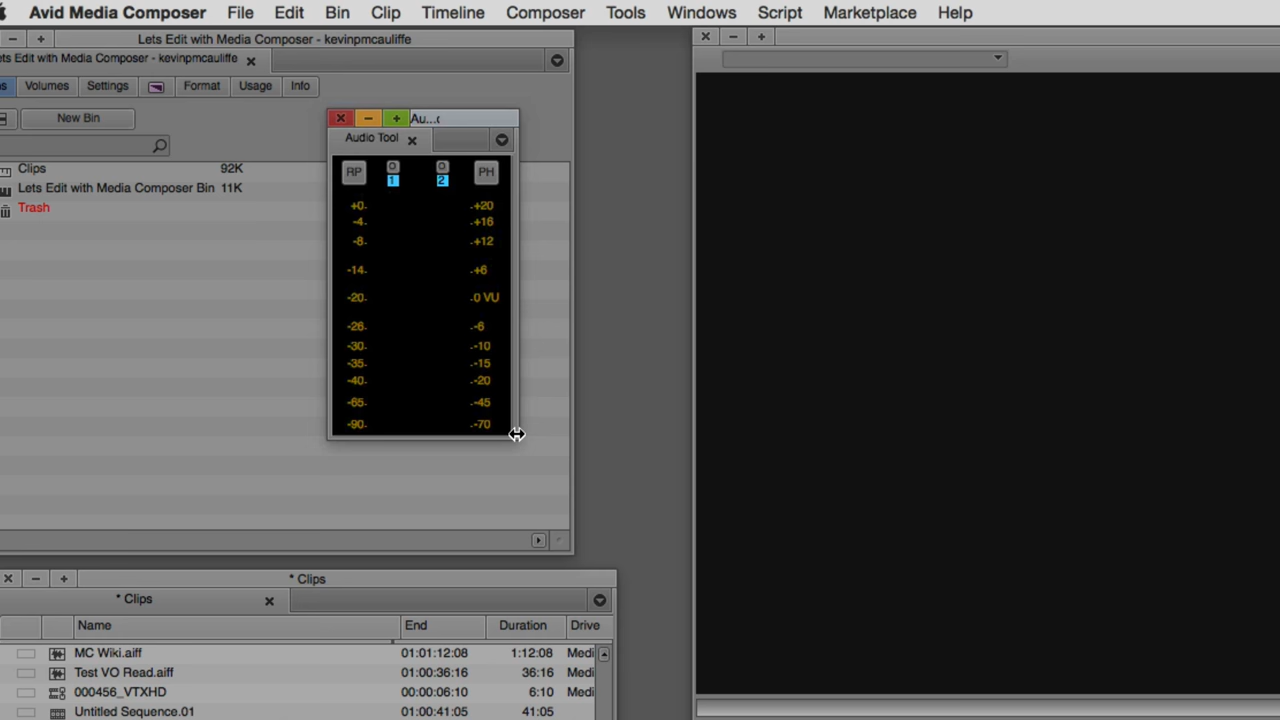 Avid Media Composer File Edit Bin Clip Timeline Composer Tools Windows Script Marketplace Help
Lets Edit with Media Composer - kevinpmcauliffe
ets Edit with Media Composer - kevinpmcauliffe
s Volumes Settings Format Usage Info
New Bin
Clips 92K
Lets Edit with Media Composer Bin 11K
Trash
Au...c
Audio Tool
RP 1 2 PH
+0 +20
-4 +16
-8 +12
-14 +6
-20 0 VU
-26 -6
-30 -10
-35 -15
-40 -20
-65 -45
-90 -70
* Clips
* Clips
Name End Duration Drive
MC Wiki.aiff 01:01:12:08 1:12:08 Medi
Test VO Read.aiff 01:00:36:16 36:16 Medi
000456_VTXHD 00:00:06:10 6:10 Medi
Untitled Sequence.01 01:00:41:05 41:05